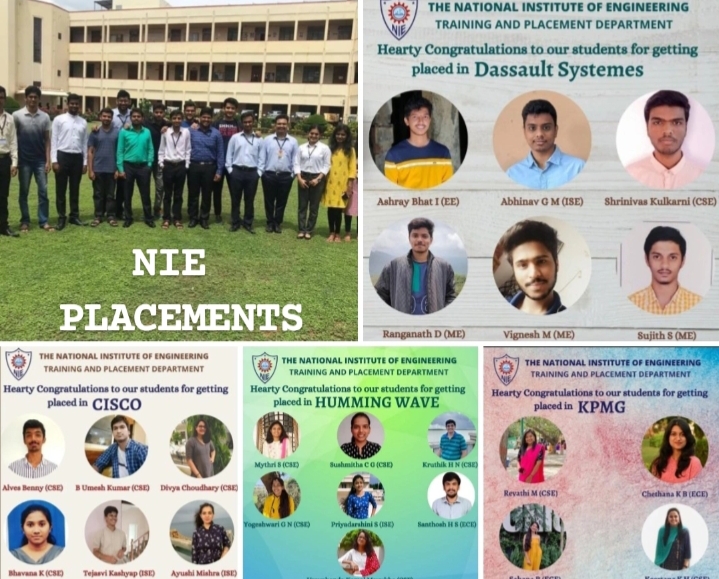 NIE
PLACEMENTS
NIE
THE NATIONAL INSTITUTE OF ENGINEERING
TRAINING AND PLACEMENT DEPARTMENT
Hearty Congratulations to our students for getting
placed in Dassault Systemes
Ashray Bhat I (EE) Abhinav G M (ISE) Shrinivas Kulkarni (CSE)
Ranganath D (ME) Vignesh M (ME) Sujith S (ME)
THE NATIONAL INSTITUTE OF ENGINEERING
TRAINING AND PLACEMENT DEPARTMENT
Hearty Congratulations to our students for getting
placed in CISCO
Alves Benny (CSE) B Umesh Kumar (CSE) Divya Choudhary (CSE)
Bhavana K (CSE) Tejasvi Kashyap (ISE) Ayushi Mishra (ISE)
THE NATIONAL INSTITUTE OF ENGINEERING
TRAINING AND PLACEMENT DEPARTMENT
Hearty Congratulations to our students for getting
placed in HUMMING WAVE
Mythri S (CSE) Sushmitha C G (CSE) Kruthik H N (CSE)
Yogeshwari G N (CSE) Priyadarshini S (ISE) Santhosh H S (ECE)
THE NATIONAL INSTITUTE OF ENGINEERING
TRAINING AND PLACEMENT DEPARTMENT
Hearty Congratulations to our students for getting
placed in KPMG
Revathi M (CSE) Chethana K B (ECE)